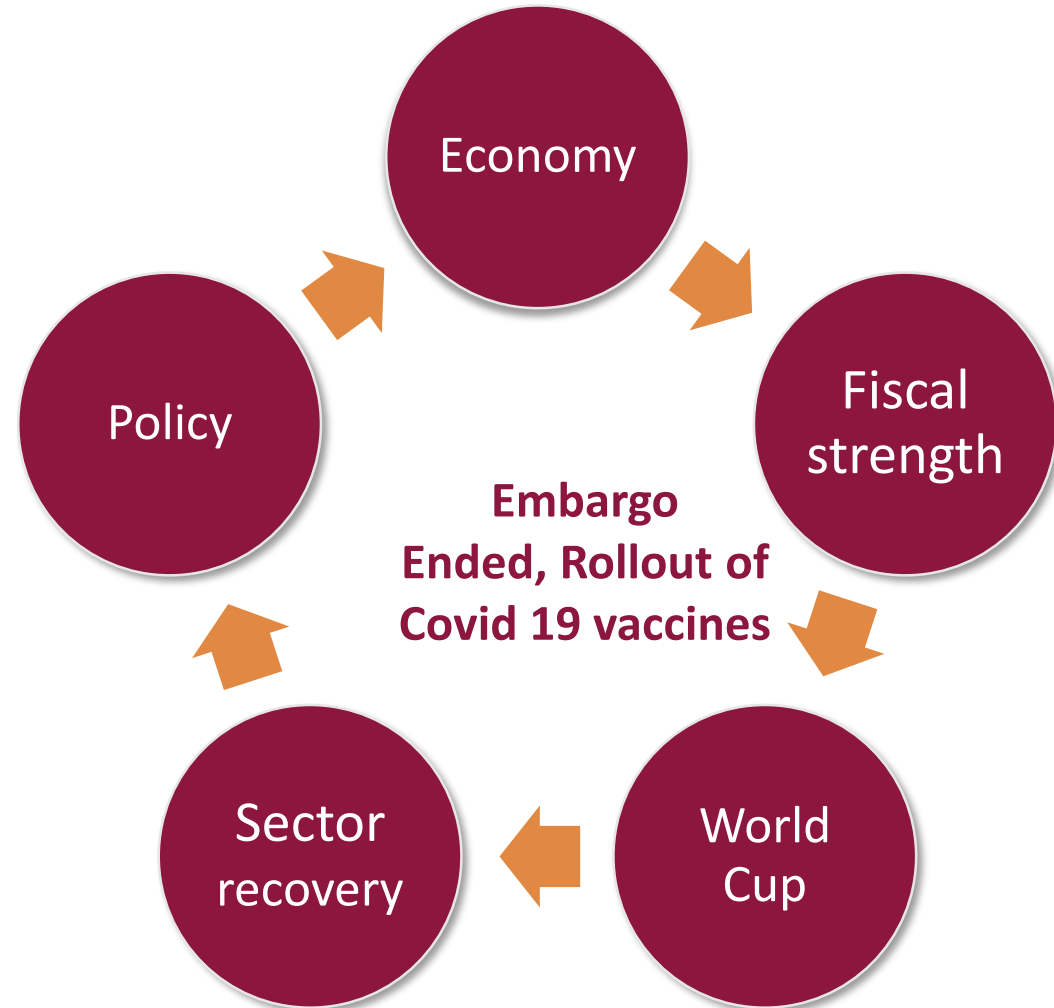 Economy
Fiscal
strength
World
Cup
Sector
recovery
Policy
Embargo
Ended, Rollout of
Covid 19 vaccines